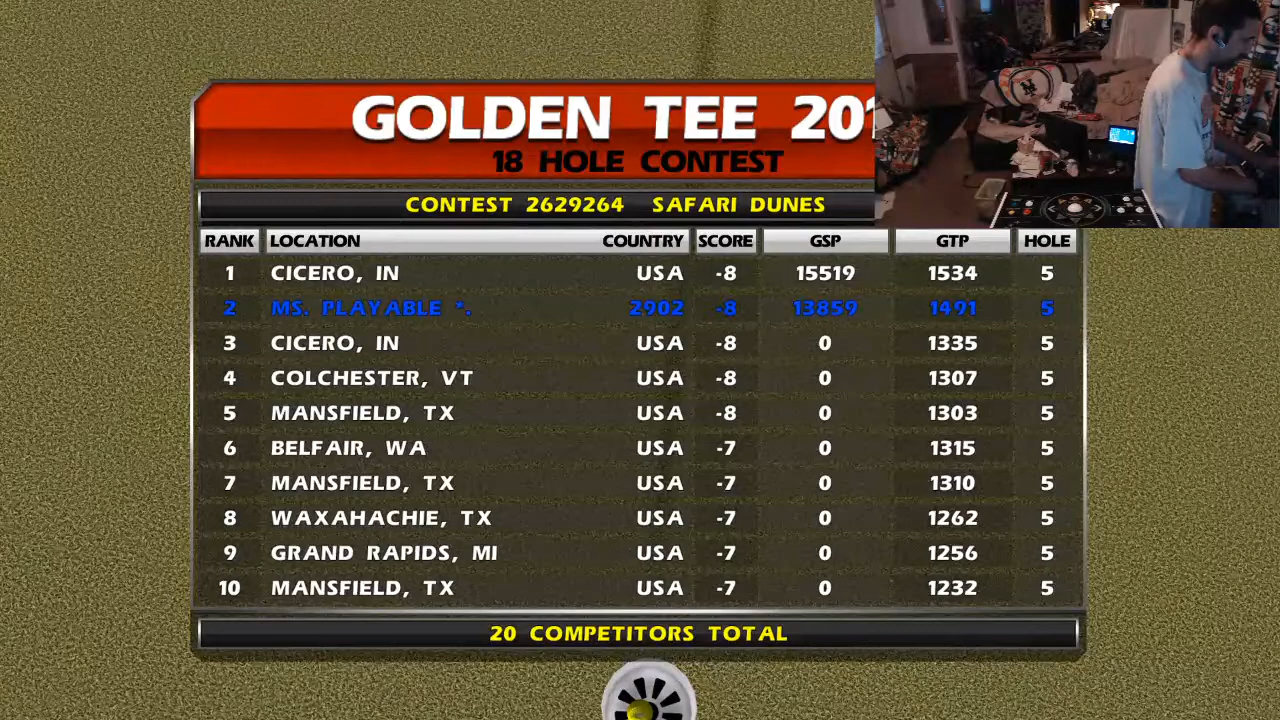 GOLDEN TEE 201
18 HOLE CONTEST
CONTEST 2629264 SAFARI DUNES
RANK LOCATION COUNTRY SCORE GSP GTP HOLE
1 CICERO, IN USA -8 15519 1534 5
2 MS. PLAYABLE *. 2902 -8 13859 1491 5
3 CICERO, IN USA -8 0 1335 5
4 COLCHESTER, VT USA -8 0 1307 5
5 MANSFIELD, TX USA -8 0 1303 5
6 BELFAIR, WA USA -7 0 1315 5
7 MANSFIELD, TX USA -7 0 1310 5
8 WAXAHACHIE, TX USA -7 0 1262 5
9 GRAND RAPIDS, MI USA -7 0 1256 5
10 MANSFIELD, TX USA -7 0 1232 5
20 COMPETITORS TOTAL